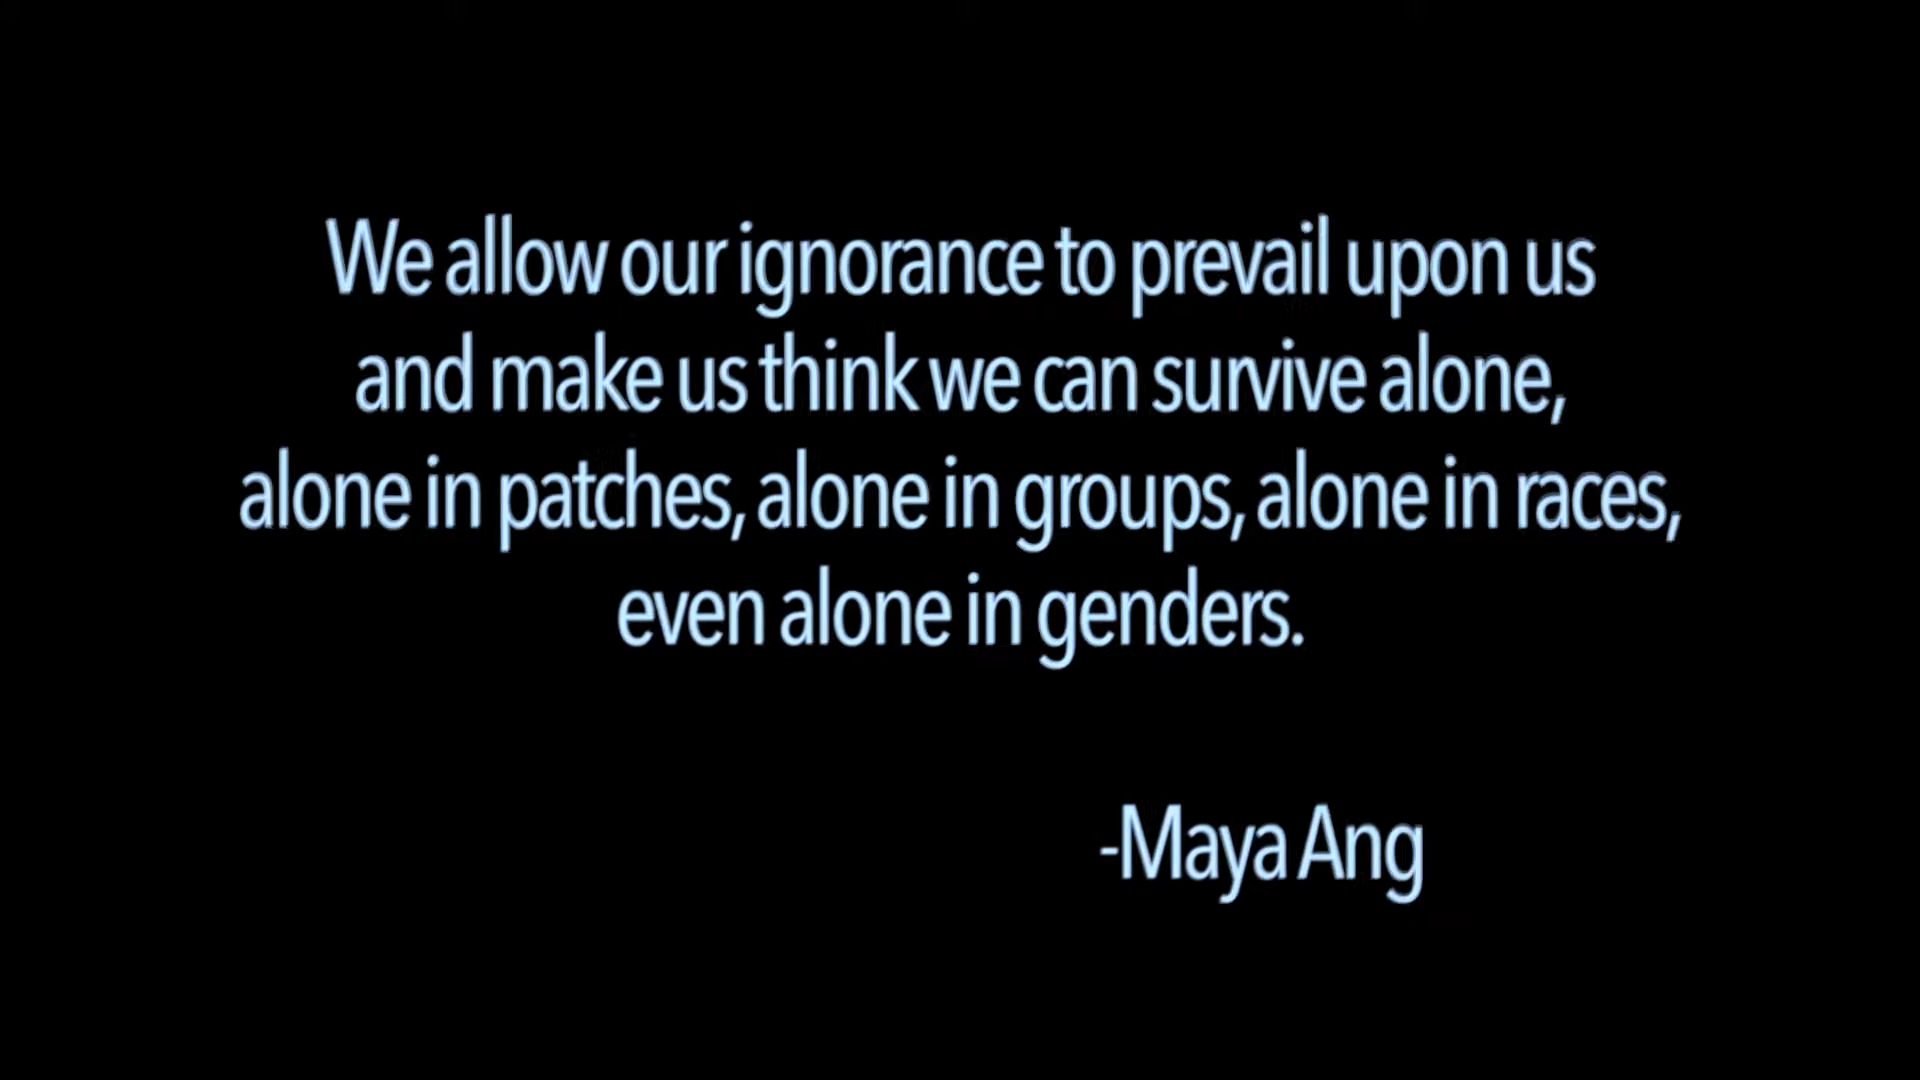 We allow our ignorance to prevail upon us
and make us think we can survive alone,
alone in patches, alone in groups, alone in races,
even alone in genders.
-Maya Ang